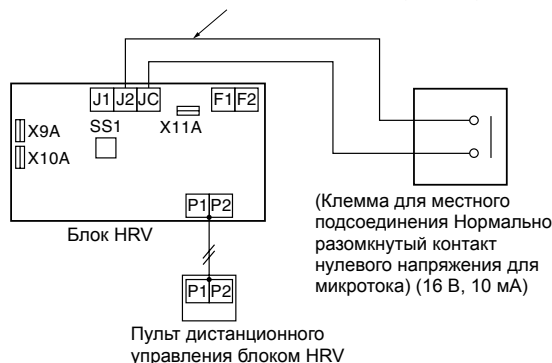 J1 J2 JC
F1 F2
X9A
X10A
SS1
X11A
P1 P2
Блок HRV
(Клемма для местного
подсоединения Нормально
разомкнутый контакт
нулевого напряжения для
микротока) (16 В, 10 мА)
P1 P2
Пульт дистанционного
управления блоком HRV